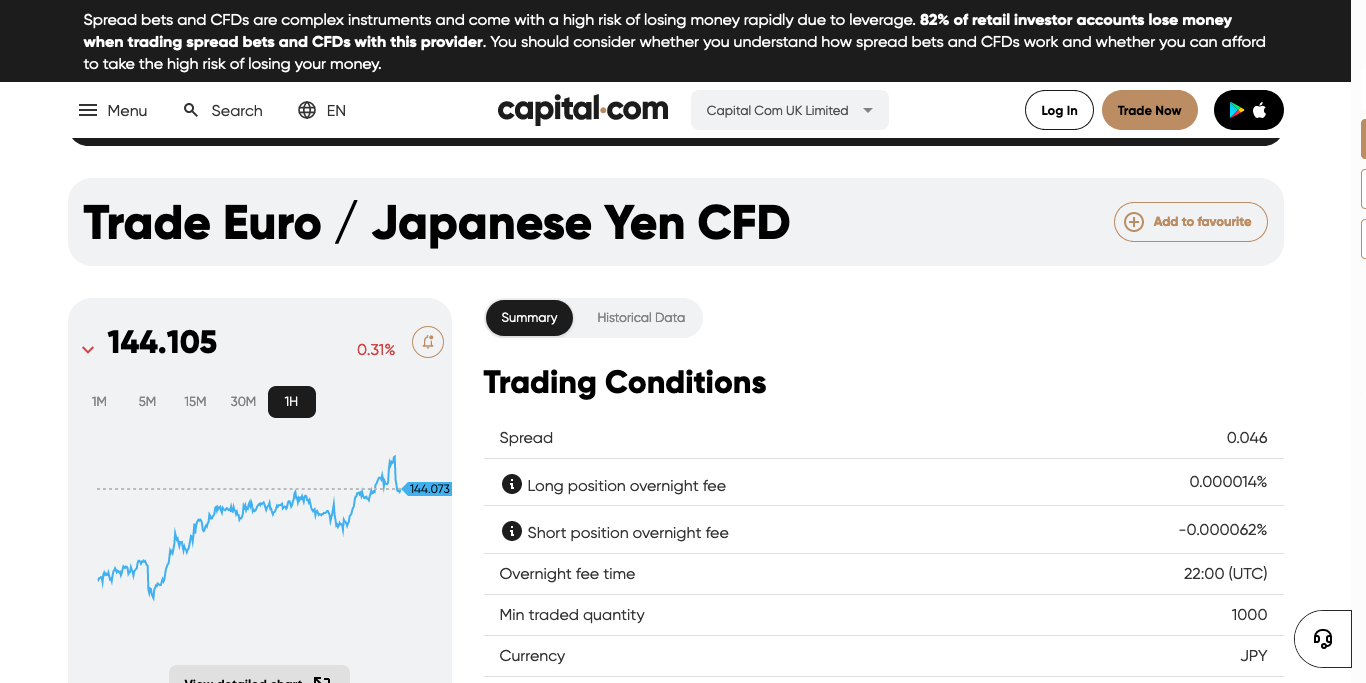 Spread bets and CFDs are complex instruments and come with a high risk of losing money rapidly due to leverage. 82% of retail investor accounts lose money
when trading spread bets and CFDs with this provider. You should consider whether you understand how spread bets and CFDs work and whether you can afford
to take the high risk of losing your money.
Menu Search EN capital.com Capital Com UK Limited Log In Trade Now
Trade Euro / Japanese Yen CFD Add to favourite
144.105 0.31%
1M 5M 15M 30M 1H
144.073
View detailed chart
Summary Historical Data
Trading Conditions
Spread 0.046
Long position overnight fee 0.000014%
Short position overnight fee -0.000062%
Overnight fee time 22:00 (UTC)
Min traded quantity 1000
Currency JPY